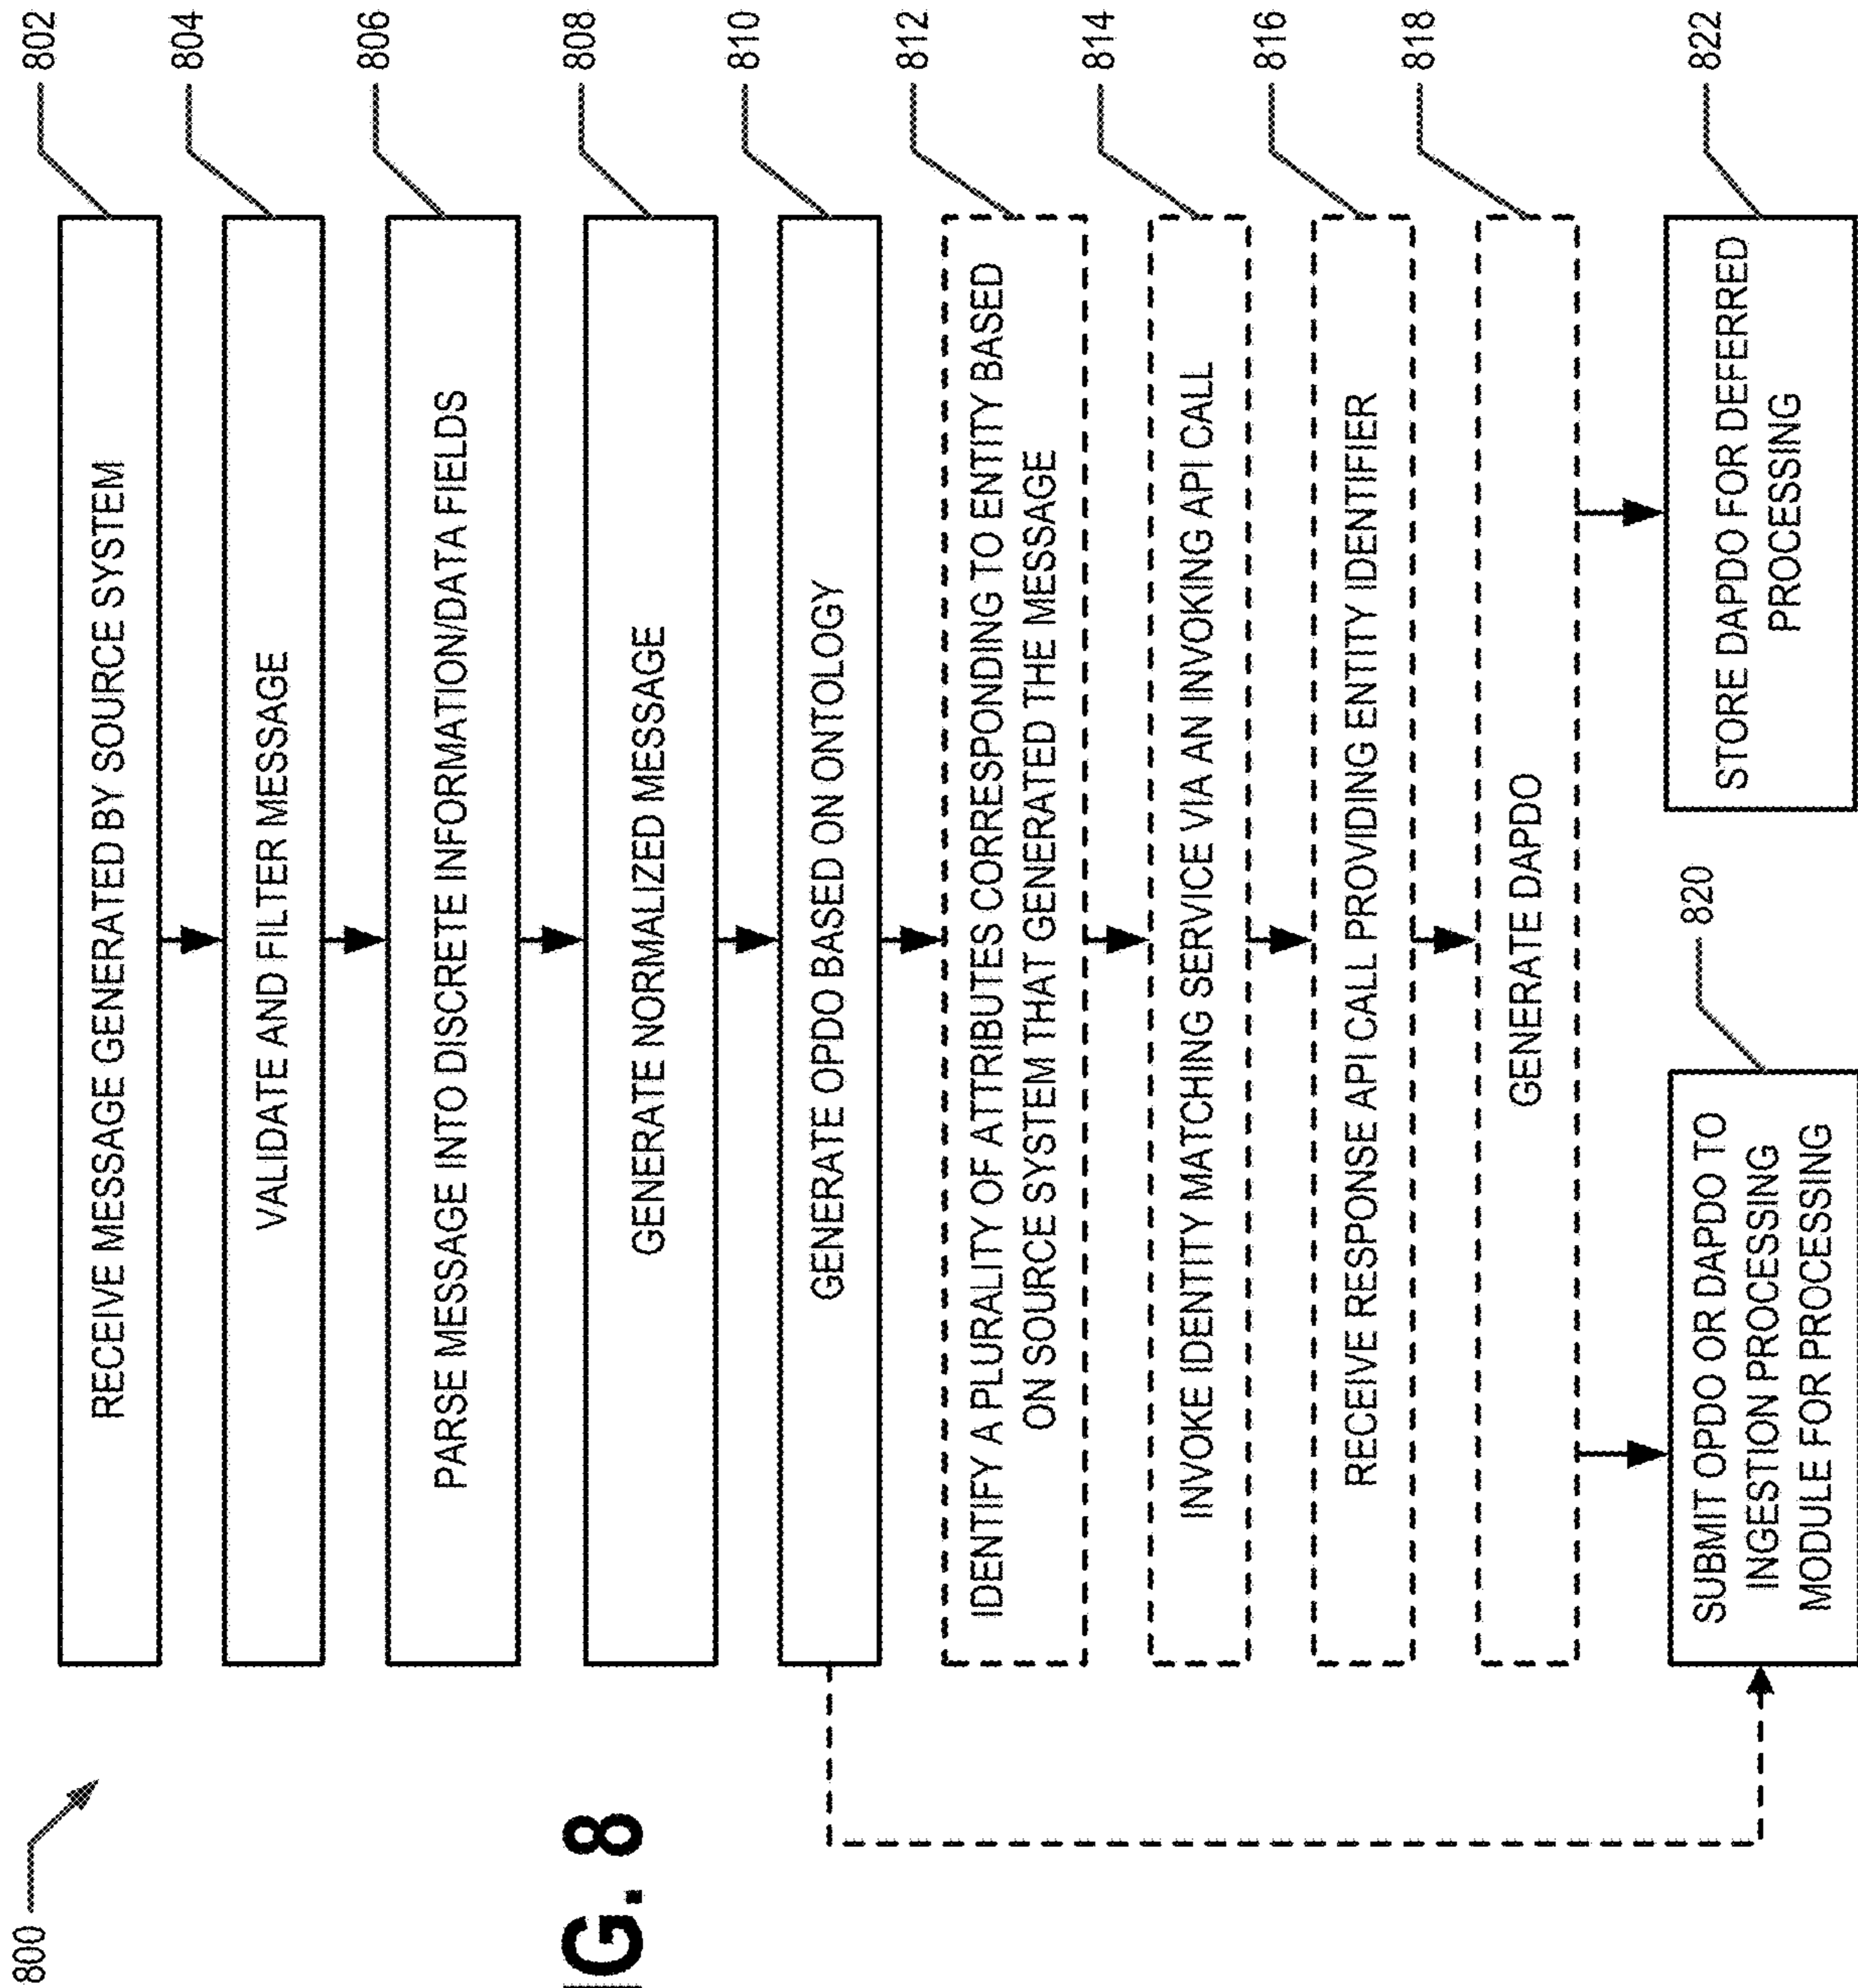 800
802
RECEIVE MESSAGE GENERATED BY SOURCE SYSTEM
804
VALIDATE AND FILTER MESSAGE
806
PARSE MESSAGE INTO DISCRETE INFORMATION/DATA FIELDS
808
GENERATE NORMALIZED MESSAGE
810
GENERATE OPDO BASED ON ONTOLOGY
812
IDENTIFY A PLURALITY OF ATTRIBUTES CORRESPONDING TO ENTITY BASED
ON SOURCE SYSTEM THAT GENERATED THE MESSAGE
814
INVOKE IDENTITY MATCHING SERVICE VIA AN INVOKING API CALL
816
RECEIVE RESPONSE API CALL PROVIDING ENTITY IDENTIFIER
818
GENERATE DAPDO
820
SUBMIT OPDO OR DAPDO TO
INGESTION PROCESSING
MODULE FOR PROCESSING
822
STORE DAPDO FOR DEFERRED
PROCESSING
G. 8